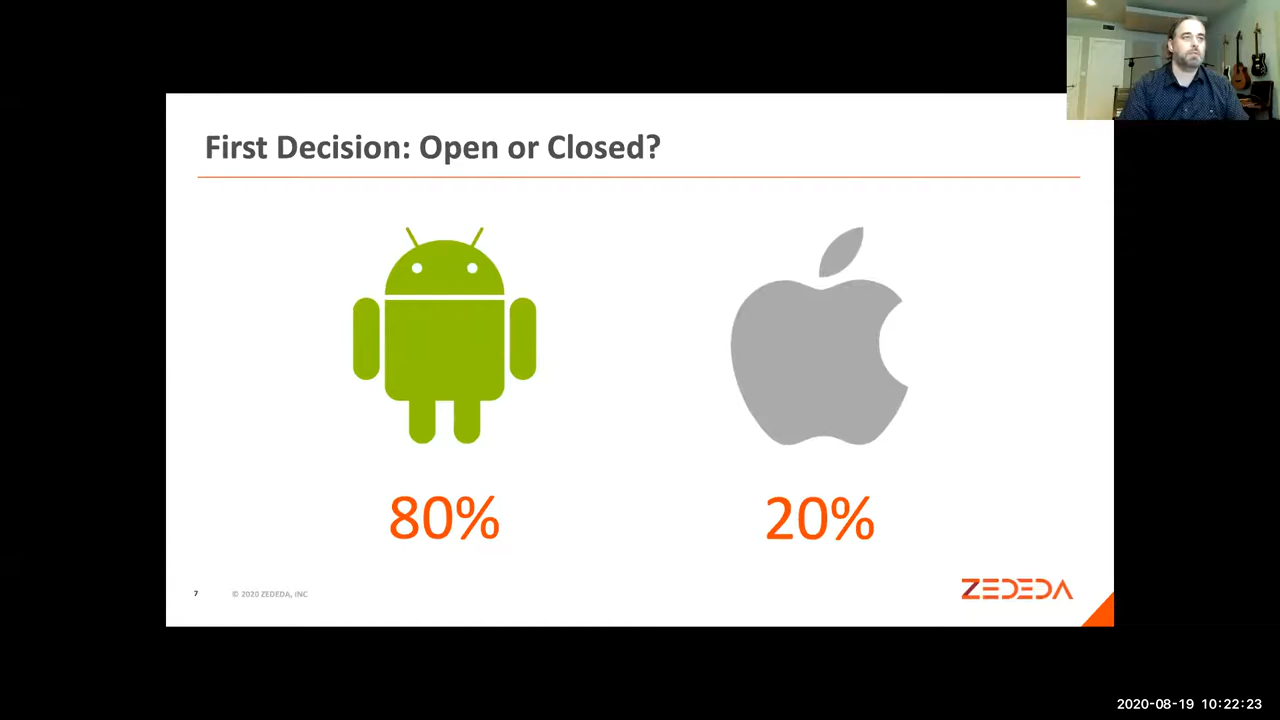 First Decision: Open or Closed?
80%
20%
7
© 2020 ZEDEDA, INC
ZEDEDA
2020-08-19 10:22:23